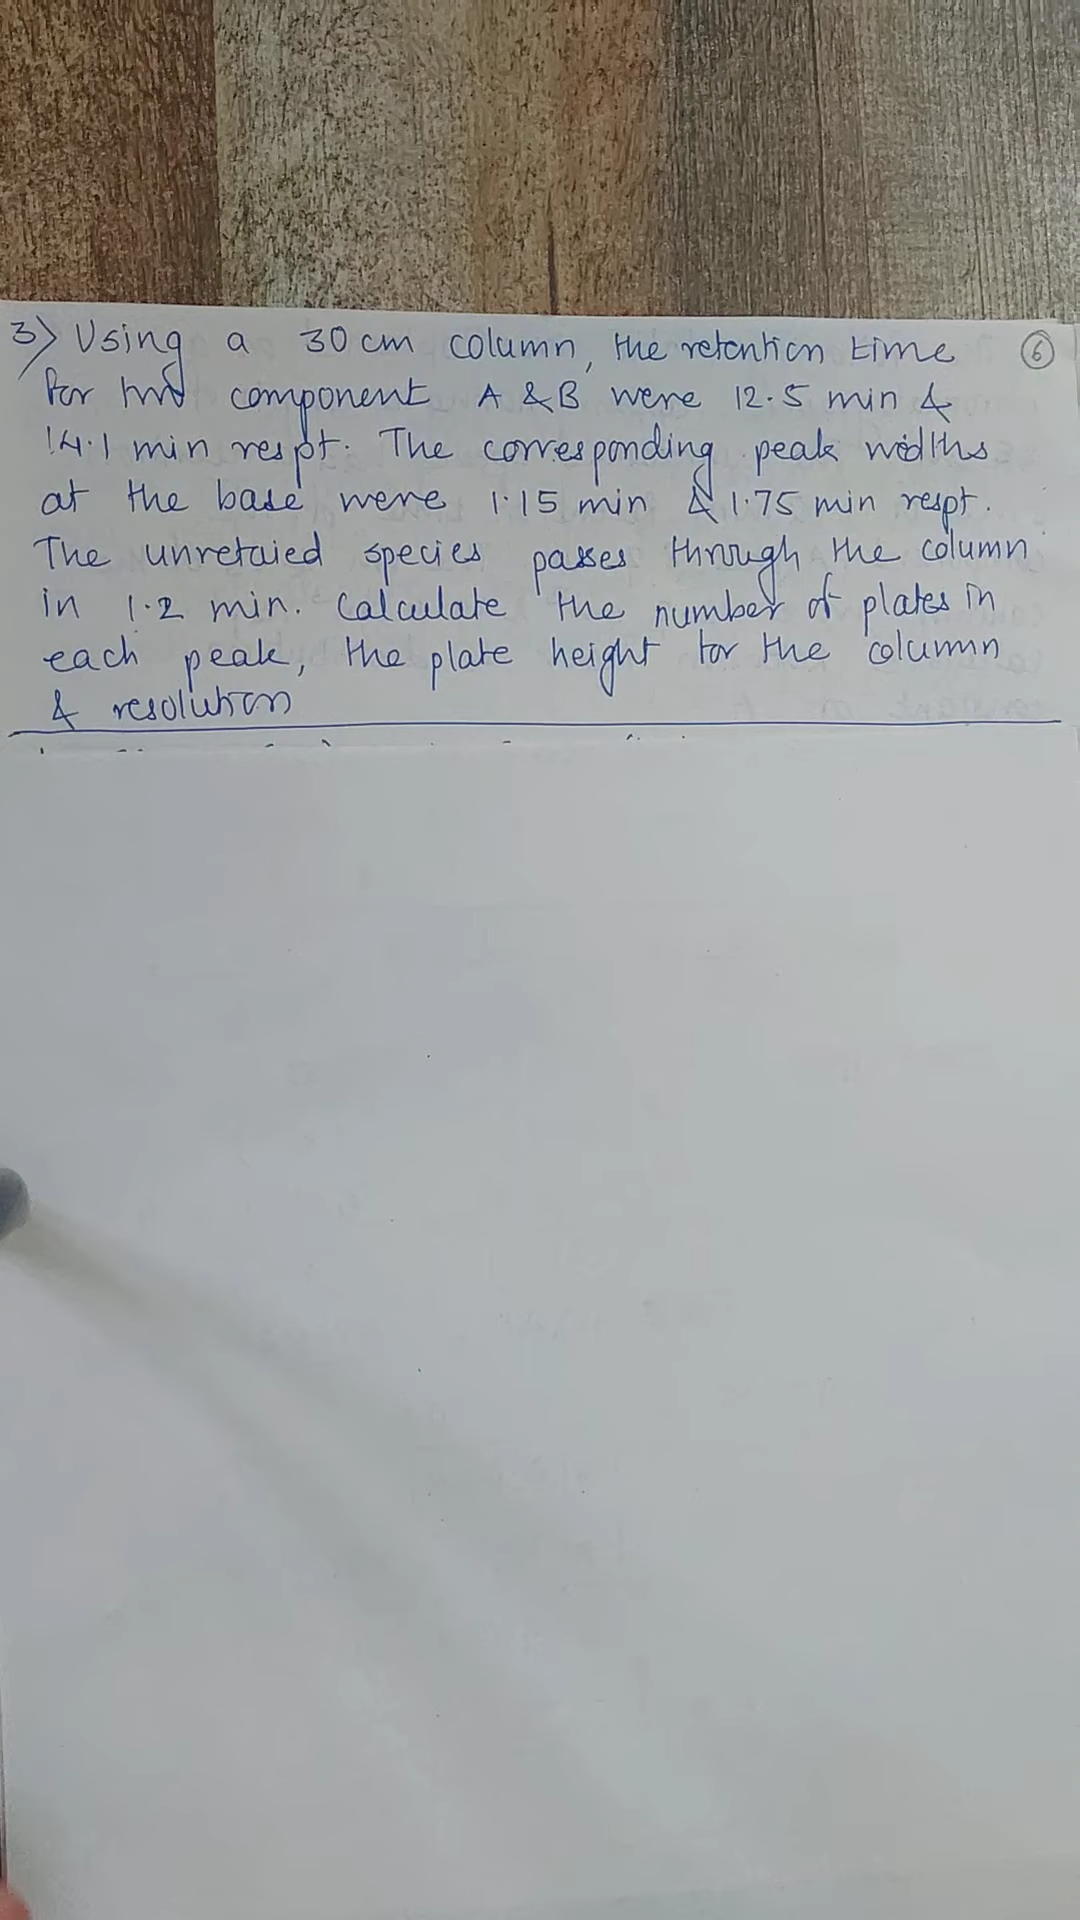 3) Using a 30 cm column, the retention time ⑥
for two component A & B were 12.5 min &
14.1 min respt. The corresponding peak widths
at the base were 1.15 min & 1.75 min respt.
The unretaied species passes through the column
in 1.2 min. Calculate the number of plates in
each peak, the plate height for the column
& resolution